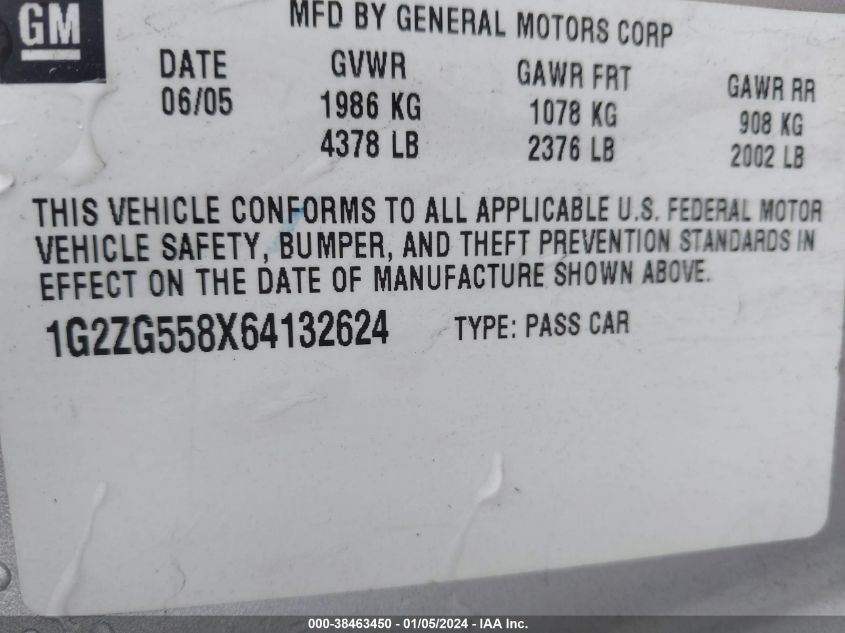 GM
MFD BY GENERAL MOTORS CORP
DATE GVWR GAWR FRT GAWR RR
06/05 1986 KG 1078 KG 908 KG
4378 LB 2376 LB 2002 LB
THIS VEHICLE CONFORMS TO ALL APPLICABLE U.S. FEDERAL MOTOR
VEHICLE SAFETY, BUMPER, AND THEFT PREVENTION STANDARDS IN
EFFECT ON THE DATE OF MANUFACTURE SHOWN ABOVE.
1G2ZG558X64132624 TYPE: PASS CAR
000-38463450 - 01/05/2024 - IAA Inc.